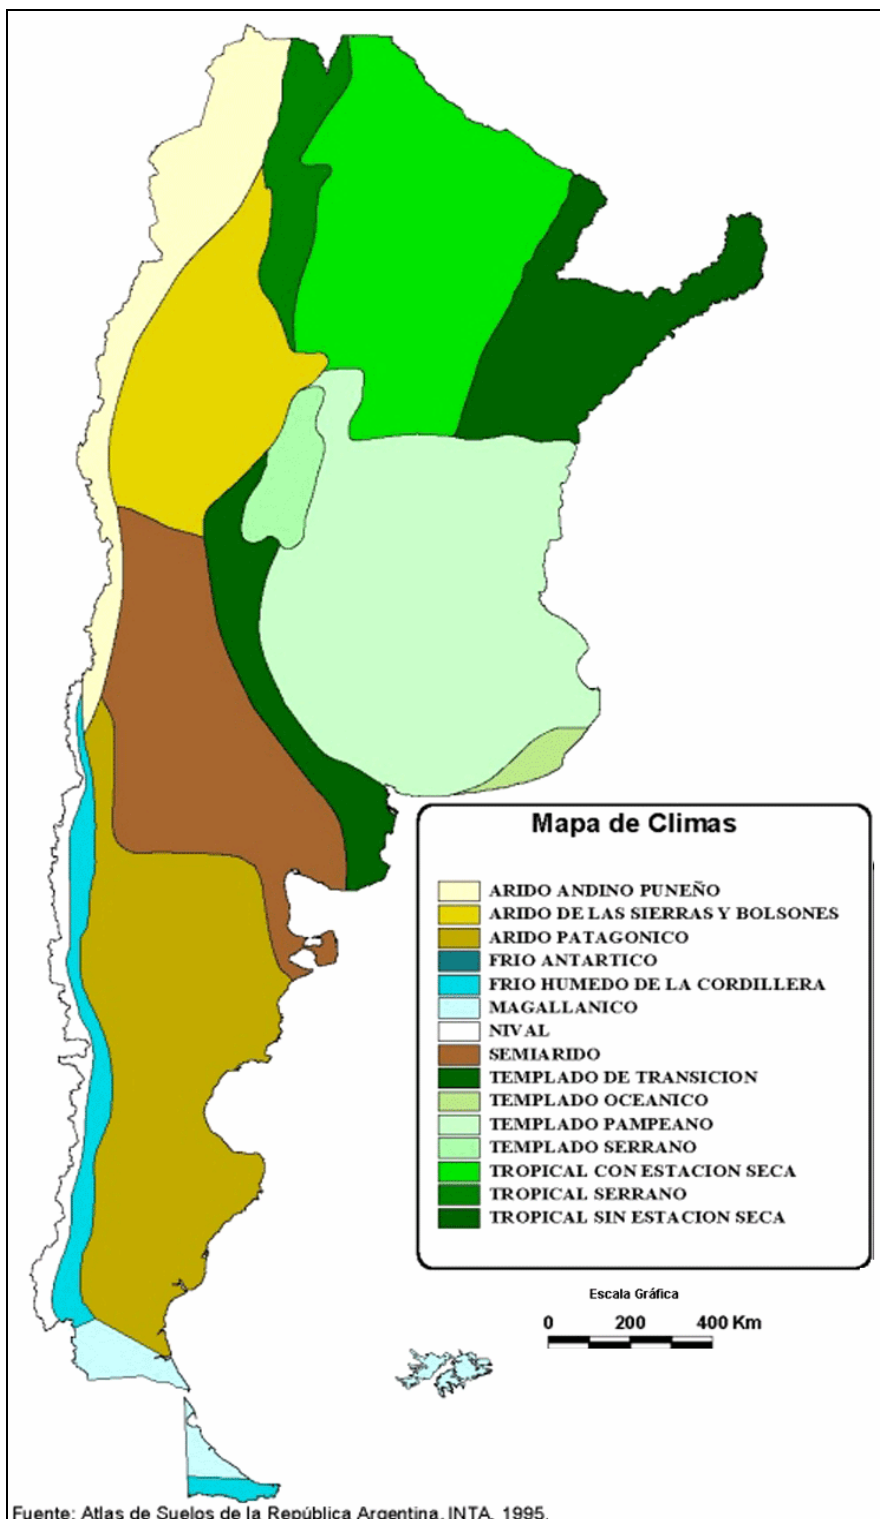 Mapa de Climas
ARIDO ANDINO PUNEÑO
ARIDO DE LAS SIERRAS Y BOLSONES
ARIDO PATAGONICO
FRIO ANTARTICO
FRIO HUMEDO DE LA CORDILLERA
MAGALLANICO
NIVAL
SEMIARIDO
TEMPLADO DE TRANSICION
TEMPLADO OCEANICO
TEMPLADO PAMPEANO
TEMPLADO SERRANO
TROPICAL CON ESTACION SECA
TROPICAL SERRANO
TROPICAL SIN ESTACION SECA
Escala Gráfica
0 200 400 Km
Fuente: Atlas de Suelos de la República Argentina. INTA. 1995.